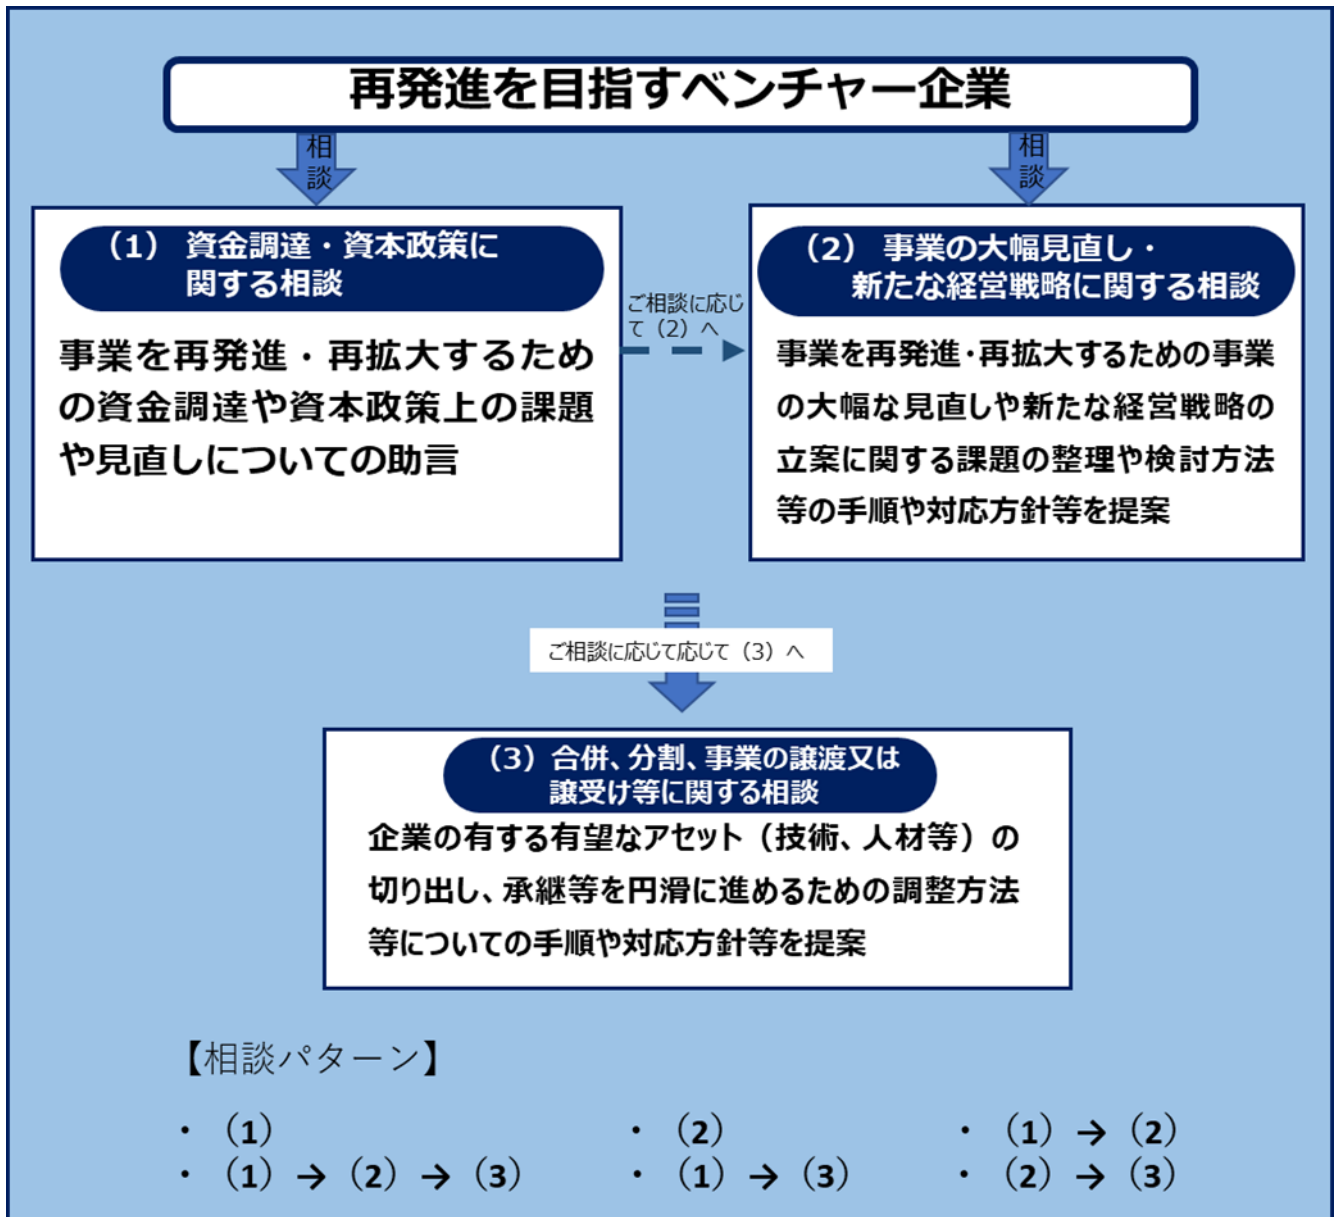 再発進を目指すベンチャー企業
相談
相談
（1） 資金調達・資本政策に
関する相談
事業を再発進・再拡大するため
の資金調達や資本政策上の課題
や見直しについての助言
ご相談に応じ
て（2）へ
（2） 事業の大幅見直し・
新たな経営戦略に関する相談
事業を再発進・再拡大するための事業
の大幅な見直しや新たな経営戦略の
立案に関する課題の整理や検討方法
等の手順や対応方針等を提案
ご相談に応じて応じて（3）へ
（3）合併、分割、事業の譲渡又は
譲受け等に関する相談
企業の有する有望なアセット（技術、人材等）の
切り出し、承継等を円滑に進めるための調整方法
等についての手順や対応方針等を提案
【相談パターン】
・（1） ・（2） ・（1）→（2）
・（1）→（2）→（3） ・（1）→（3） ・（2）→（3）